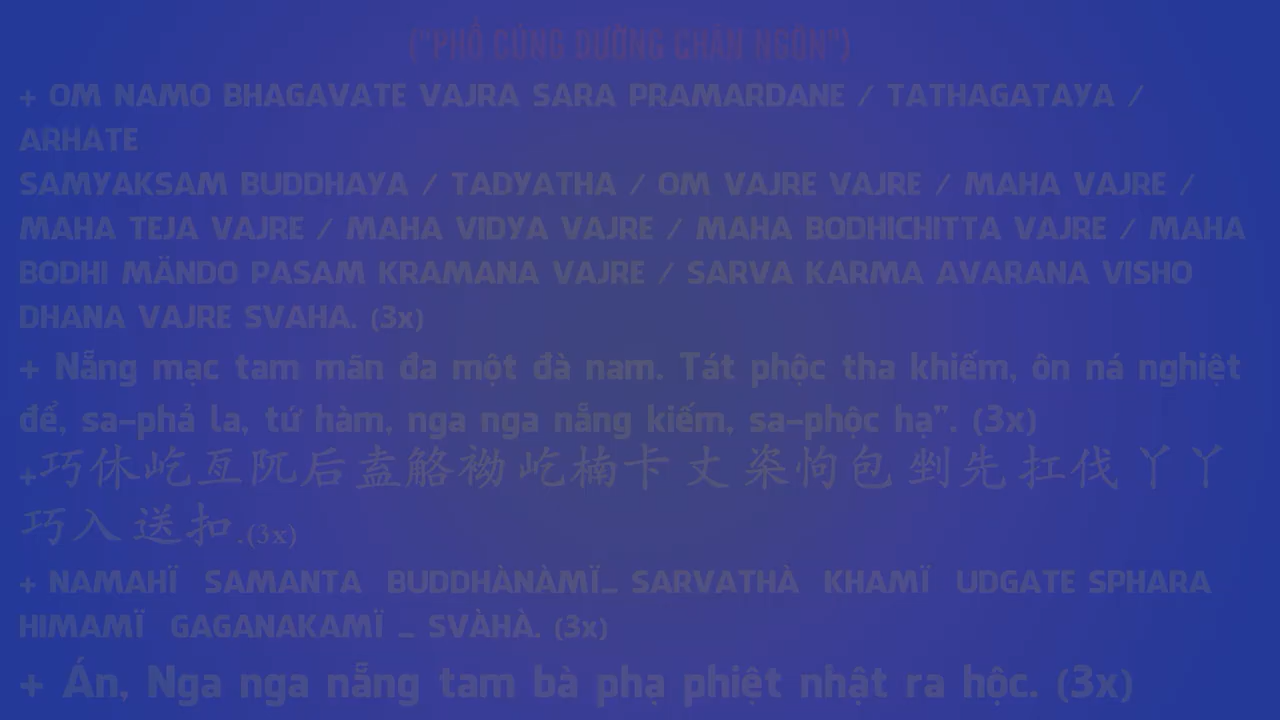 ("PHỔ CÚNG DƯỜNG CHÂN NGÔN")
+ OM NAMO BHAGAVATE VAJRA SARA PRAMARDANE / TATHAGATAYA /
ARHATE
SAMYAKSAM BUDDHAYA / TADYATHA / OM VAJRE VAJRE / MAHA VAJRE /
MAHA TEJA VAJRE / MAHA VIDYA VAJRE / MAHA BODHICHITTA VAJRE / MAHA
BODHI MÄNDO PASAM KRAMANA VAJRE / SARVA KARMA AVARANA VISHO
DHANA VAJRE SVAHA. (3x)
+ Nẵng mạc tam mãn đa một đà nam. Tát phộc tha khiếm, ôn ná nghiệt
để, sa-phả la, tứ hàm, nga nga nẵng kiếm, sa-phộc hạ”. (3x)
+巧休屹亙阢后盍觡袎屹楠卡丈 栥怐包 剉先扛伐 丫丫
巧入送扣.(3x)
+ NAMAHÏ SAMANTA BUDDHÀNÀMÏ_ SARVATHÀ KHAMÏ UDGATE SPHARA
HIMAMÏ GAGANAKAMÏ _ SVÀHÀ. (3x)
+ Án, Nga nga nẵng tam bà phạ phiệt nhật ra hộc. (3x)